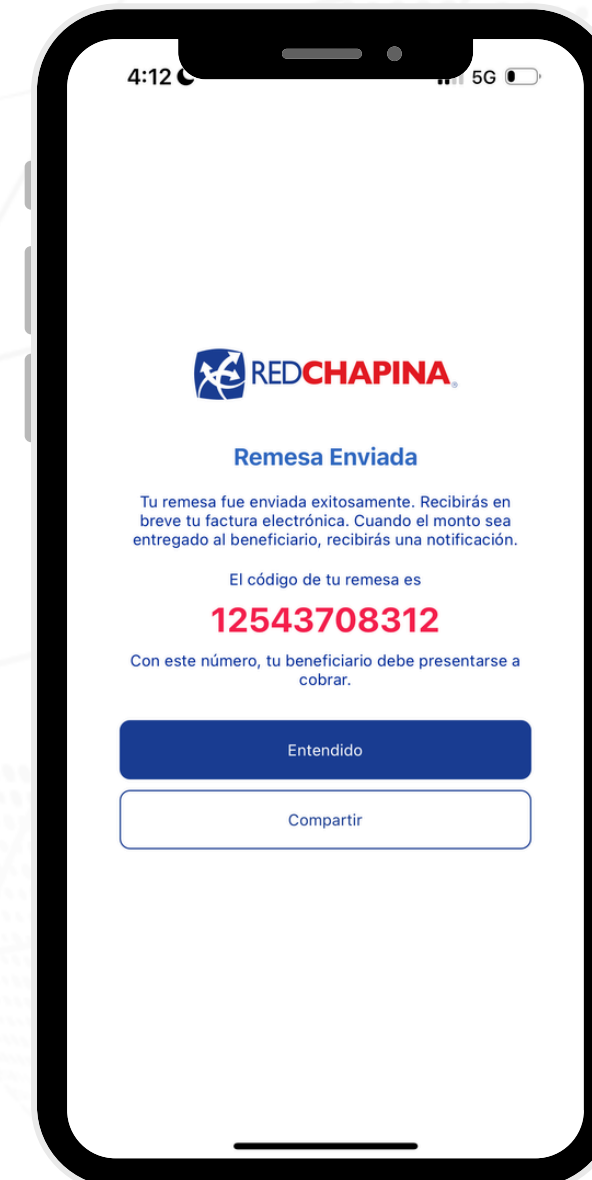 4:12
5G
REDCHAPINA®
Remesa Enviada
Tu remesa fue enviada exitosamente. Recibirás en
breve tu factura electrónica. Cuando el monto sea
entregado al beneficiario, recibirás una notificación.
El código de tu remesa es
12543708312
Con este número, tu beneficiario debe presentarse a
cobrar.
Entendido
Compartir